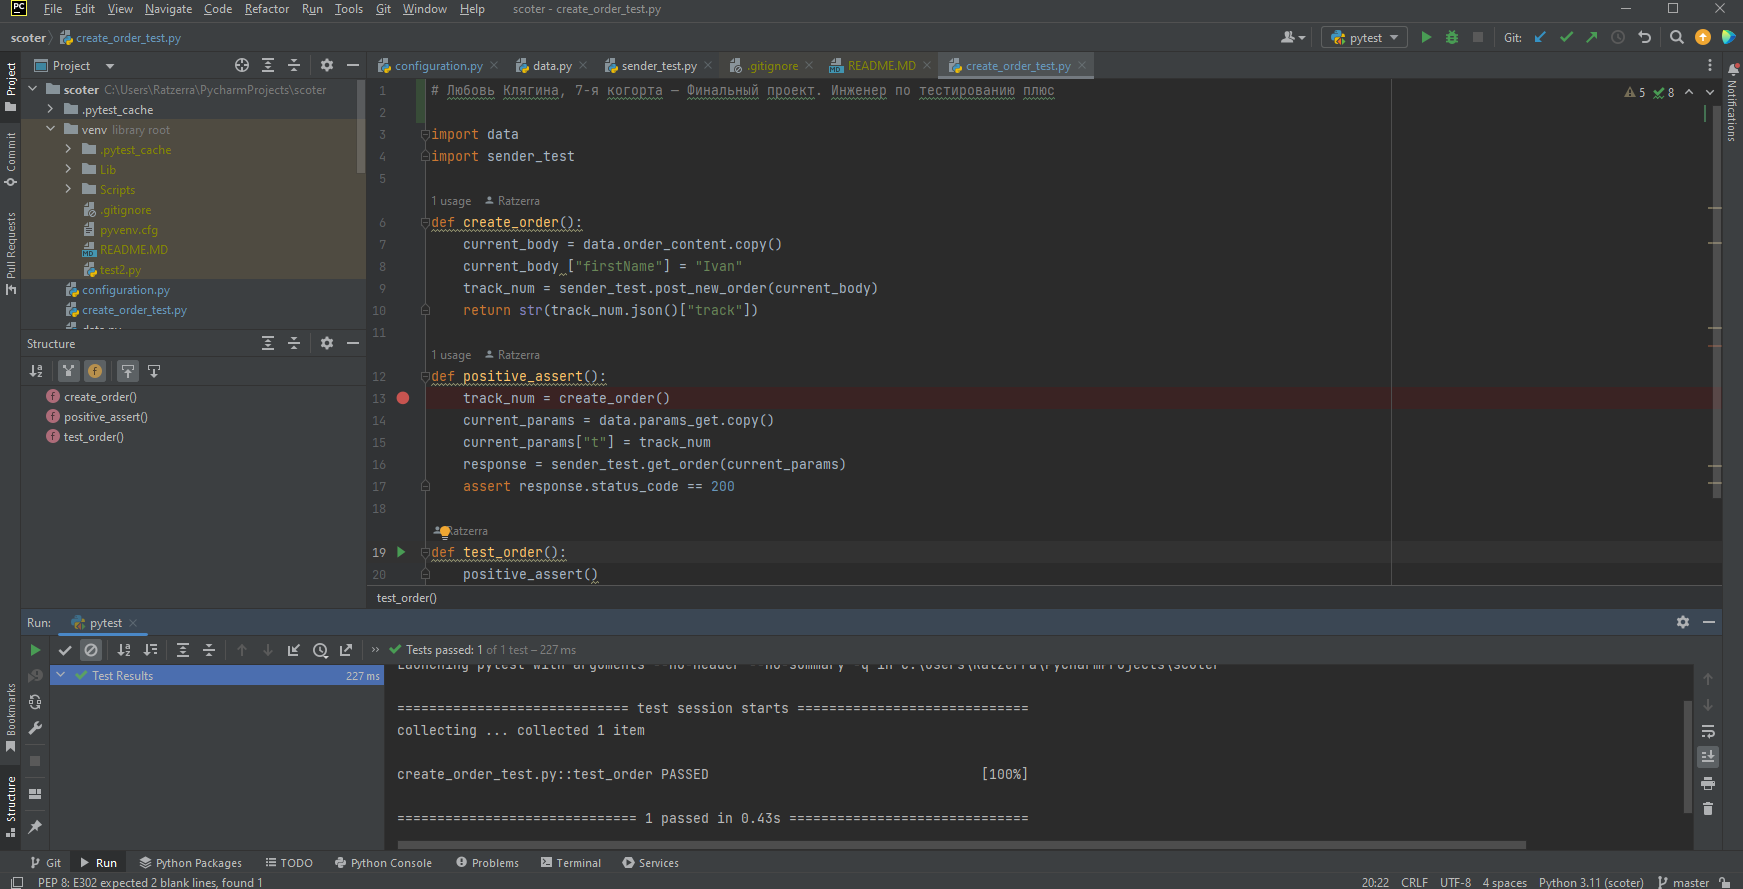 PC File Edit View Navigate Code Refactor Run Tools Git Window Help scoter - create_order_test.py
scoter create_order_test.py pytest Git:
Project
configuration.py data.py sender_test.py .gitignore README.MD create_order_test.py
Project
Commit
Pull Requests
Bookmarks
Structure
Notifications
scoter C:\Users\Ratzerra\PycharmProjects\scoter
.pytest_cache
venv library root
.pytest_cache
Lib
Scripts
.gitignore
pyvenv.cfg
README.MD
test2.py
configuration.py
create_order_test.py
data.py
Structure
create_order()
positive_assert()
test_order()
1 # Любовь Клягина, 7-я когорта — Финальный проект. Инженер по тестированию плюс
5 8
2
3 import data
4 import sender_test
5
1 usage Ratzerra
6 def create_order():
7 current_body = data.order_content.copy()
8 current_body ["firstName"] = "Ivan"
9 track_num = sender_test.post_new_order(current_body)
10 return str(track_num.json()["track"])
11
1 usage Ratzerra
12 def positive_assert():
13 track_num = create_order()
14 current_params = data.params_get.copy()
15 current_params["t"] = track_num
16 response = sender_test.get_order(current_params)
17 assert response.status_code == 200
18
Ratzerra
19 def test_order():
20 positive_assert()
test_order()
Run: pytest
Tests passed: 1 of 1 test – 227 ms
Test Results 227 ms
Launching pytest with arguments --no-header --no-summary -q in C:\Users\Ratzerra\PycharmProjects\scoter
============================= test session starts =============================
collecting ... collected 1 item
create_order_test.py::test_order PASSED [100%]
============================== 1 passed in 0.43s ==============================
Git Run Python Packages TODO Python Console Problems Terminal Services
PEP 8: E302 expected 2 blank lines, found 1 20:22 CRLF UTF-8 4 spaces Python 3.11 (scoter) master